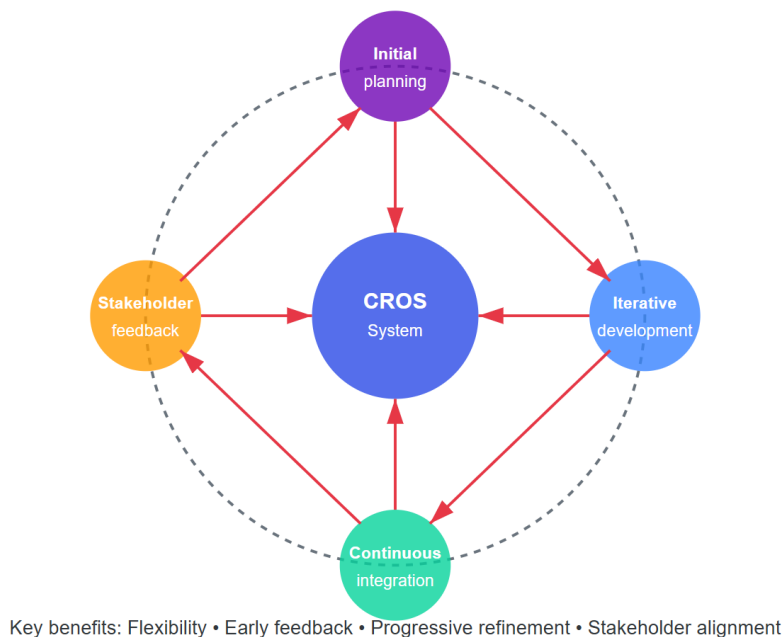 Initial
planning
CROS
System
Stakeholder
feedback
Iterative
development
Continuous
integration
Key benefits: Flexibility • Early feedback • Progressive refinement • Stakeholder alignment